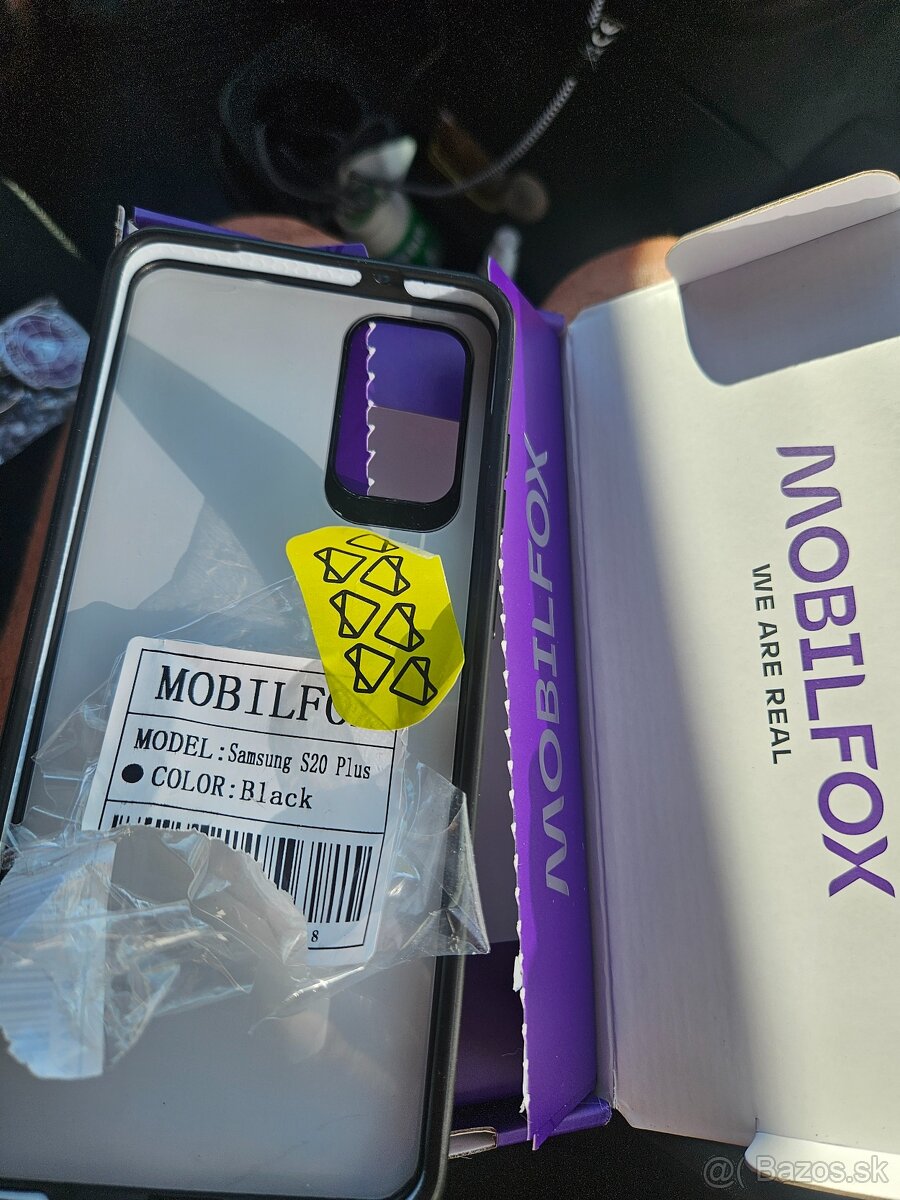 MOBILFO
MODEL:Samsung S20 Plus
COLOR:Black
8
MOBILFOX
MOBILFOX
WE ARE REAL
@( Bazos.sk